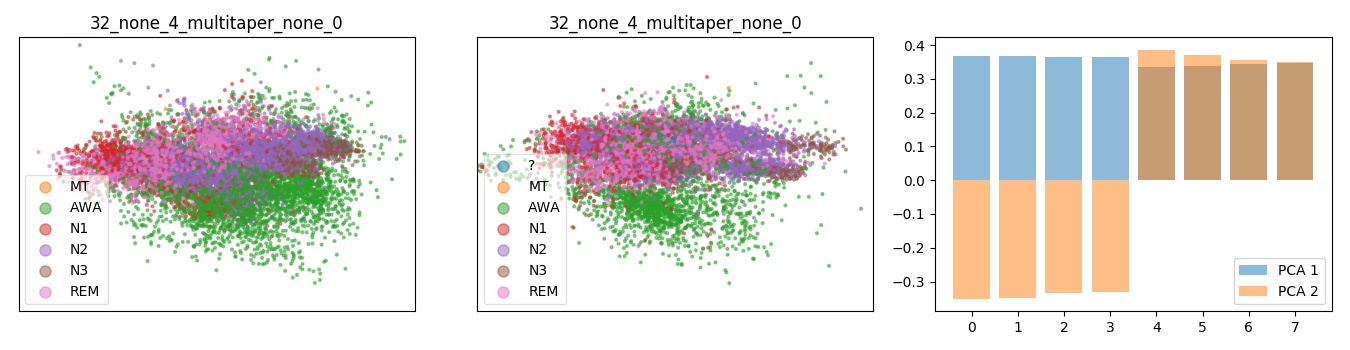 32_none_4_multitaper_none_0
MT
AWA
N1
N2
N3
REM
32_none_4_multitaper_none_0
?
MT
AWA
N1
N2
N3
REM
0.4
0.3
0.2
0.1
0.0
−0.1
−0.2
−0.3
0 1 2 3 4 5 6 7
PCA 1
PCA 2